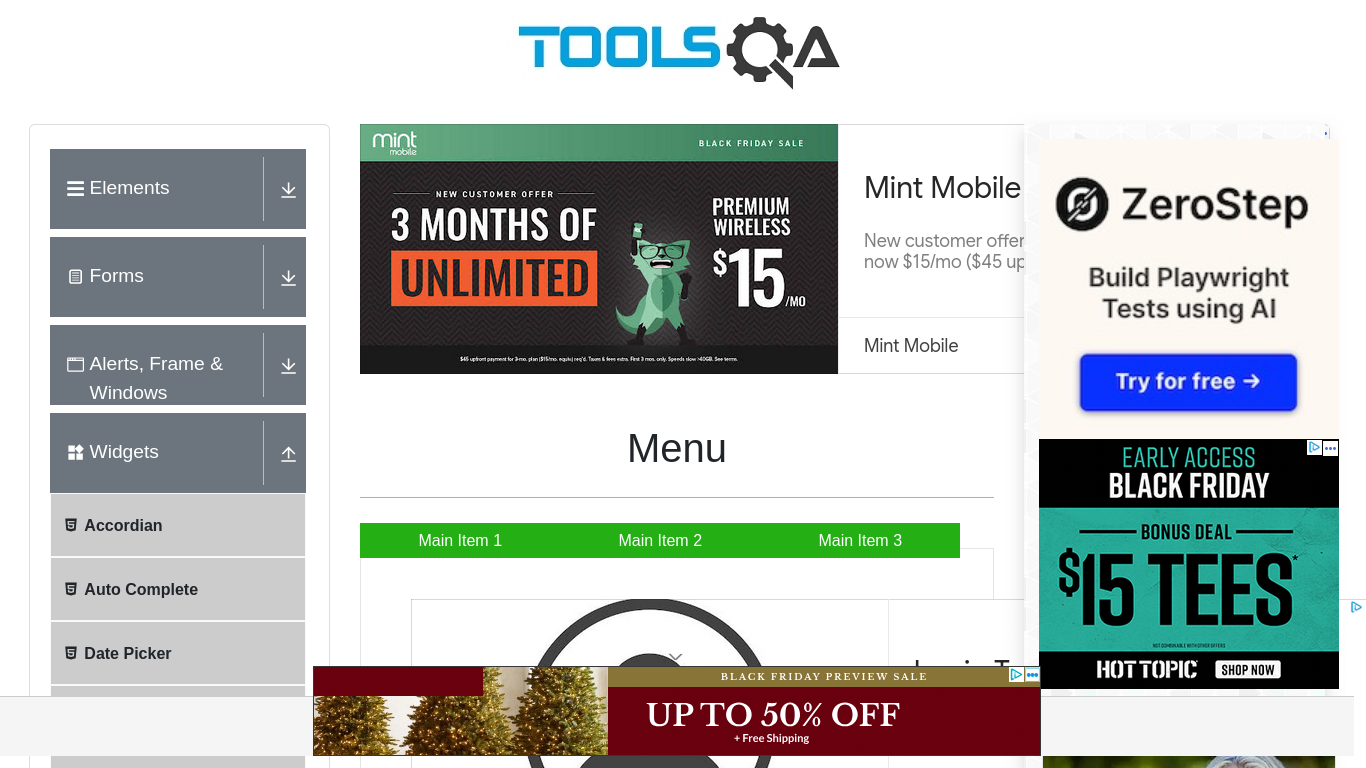 TOOLSQA
Elements
Forms
Alerts, Frame &
Windows
Widgets
Accordian
Auto Complete
Date Picker
mint
mobile
BLACK FRIDAY SALE
NEW CUSTOMER OFFER
3 MONTHS OF
UNLIMITED
PREMIUM
WIRELESS
$15/MO
$45 upfront payment for 3-mo. plan ($15/mo. equiv.) req'd. Taxes & fees extra. First 3 mos. only. Speeds slow >40GB. See terms.
Mint Mobile
New customer offer
now $15/mo ($45 up
Mint Mobile
ZeroStep
Build Playwright
Tests using AI
Try for free →
Menu
Main Item 1
Main Item 2
Main Item 3
EARLY ACCESS
BLACK FRIDAY
BONUS DEAL
$15 TEES*
NOT COMBINABLE WITH OTHER OFFERS
HOT TOPIC
SHOP NOW
BLACK FRIDAY PREVIEW SALE
UP TO 50% OFF
+ Free Shipping